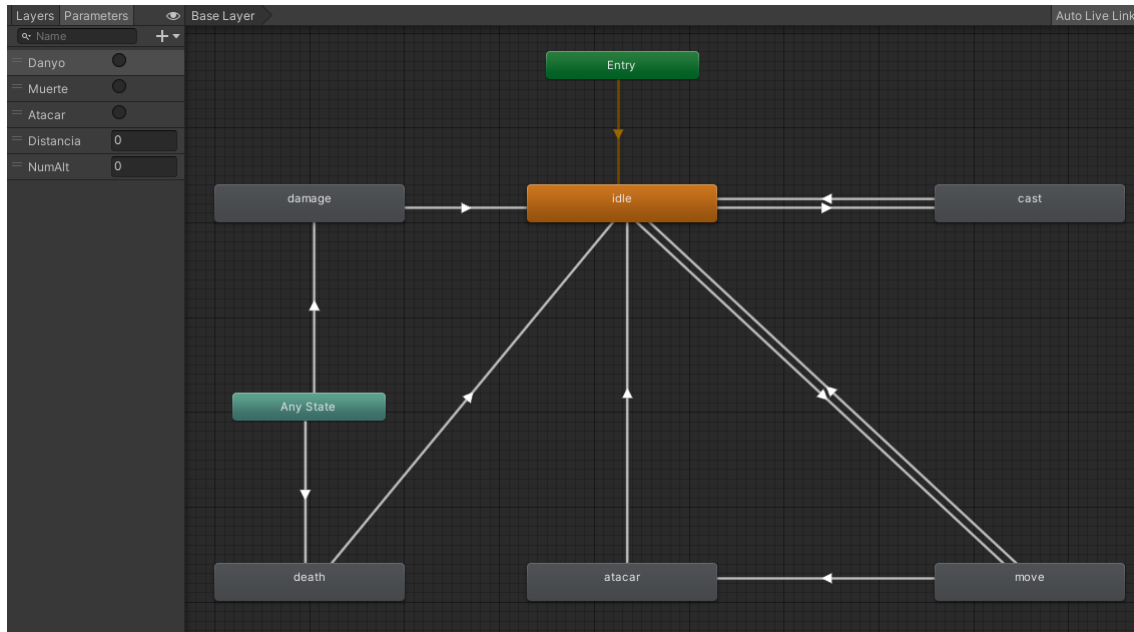 Layers Parameters Base Layer Auto Live Link
Name
Danyo
Muerte
Atacar
Distancia 0
NumAlt 0
Entry
damage idle cast
Any State
death atacar move